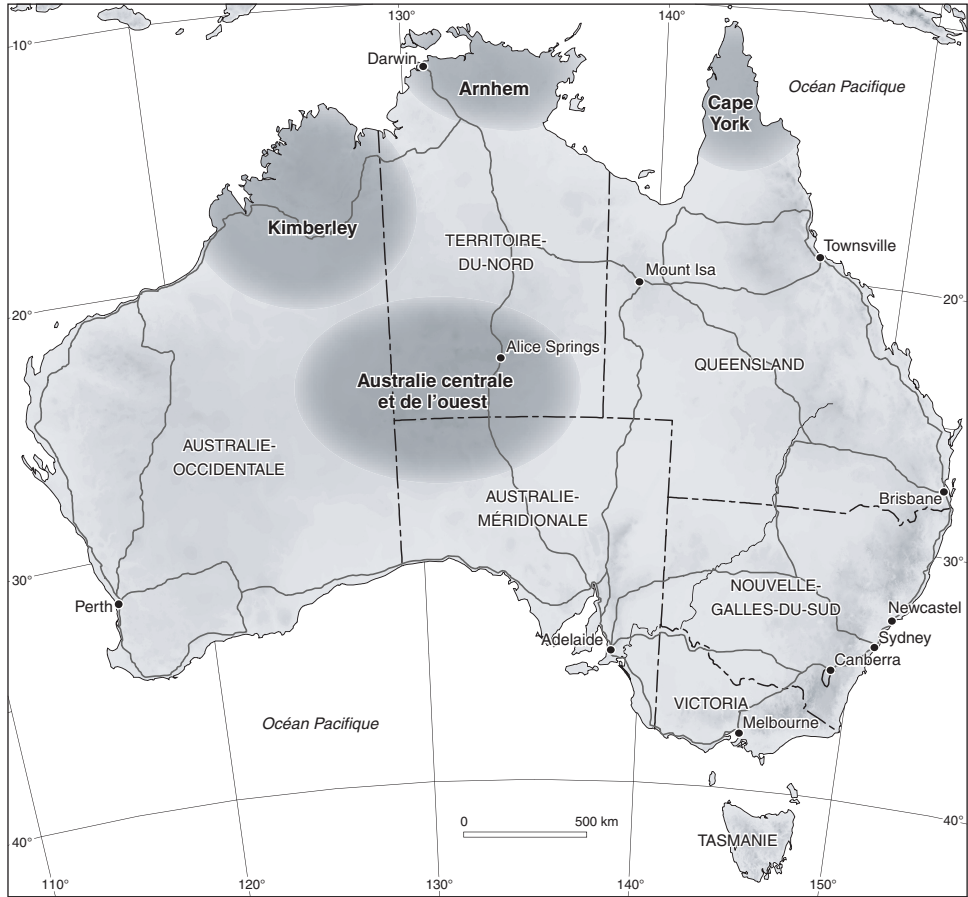 130°
140°
10°
Darwin
Arnhem
Cape
York
Océan Pacifique
Kimberley
TERRITOIRE-
DU-NORD
Townsville
Mount Isa
20°
20°
Alice Springs
QUEENSLAND
Australie centrale
et de l'ouest
AUSTRALIE-
OCCIDENTALE
AUSTRALIE-
MÉRIDIONALE
Brisbane
30°
30°
Perth
NOUVELLE-
GALLES-DU-SUD
Newcastel
Adelaide
Sydney
Canberra
VICTORIA
Océan Pacifique
Melbourne
0
500 km
40°
40°
TASMANIE
110°
120°
130°
140°
150°